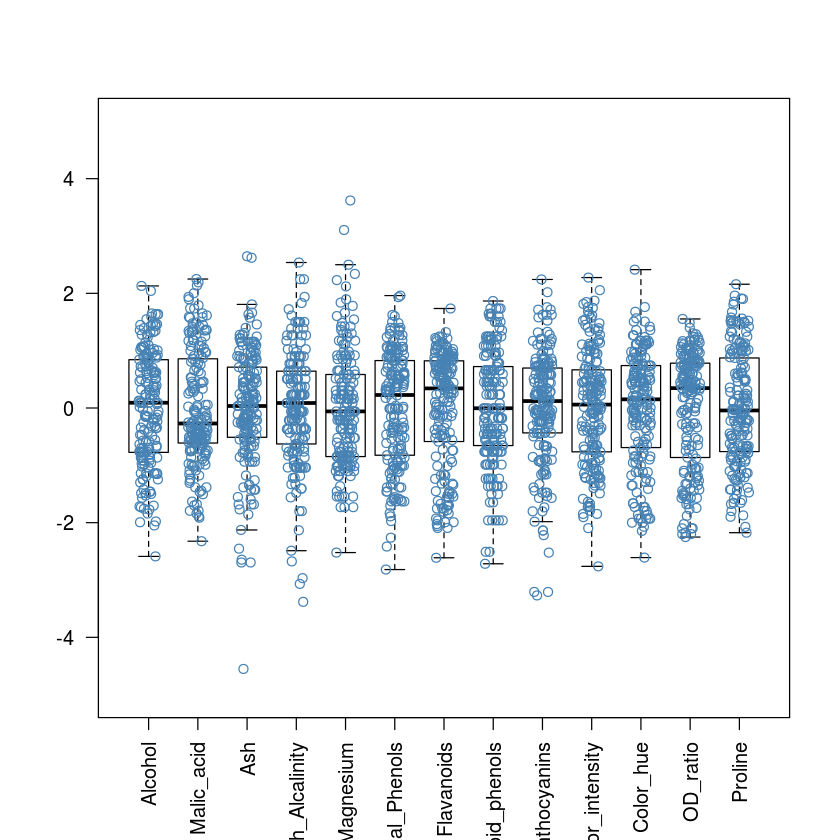 4
2
0
-2
-4
Alcohol
Malic_acid
Ash
h_Alcalinity
Magnesium
al_Phenols
Flavanoids
id_phenols
thocyanins
or_intensity
Color_hue
OD_ratio
Proline